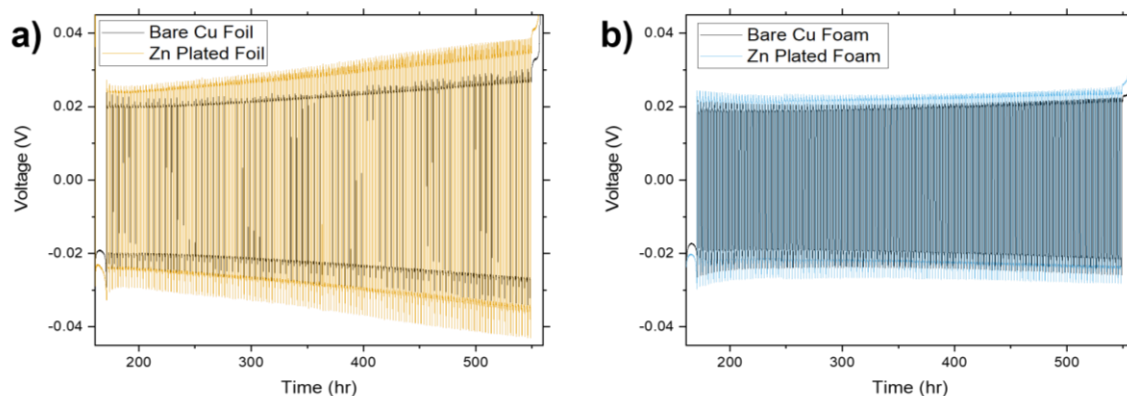 a)
Bare Cu Foil
Zn Plated Foil
0.04
0.02
0.00
-0.02
-0.04
Voltage (V)
200
300
400
500
Time (hr)
b)
Bare Cu Foam
Zn Plated Foam
0.04
0.02
0.00
-0.02
-0.04
Voltage (V)
200
300
400
500
Time (hr)